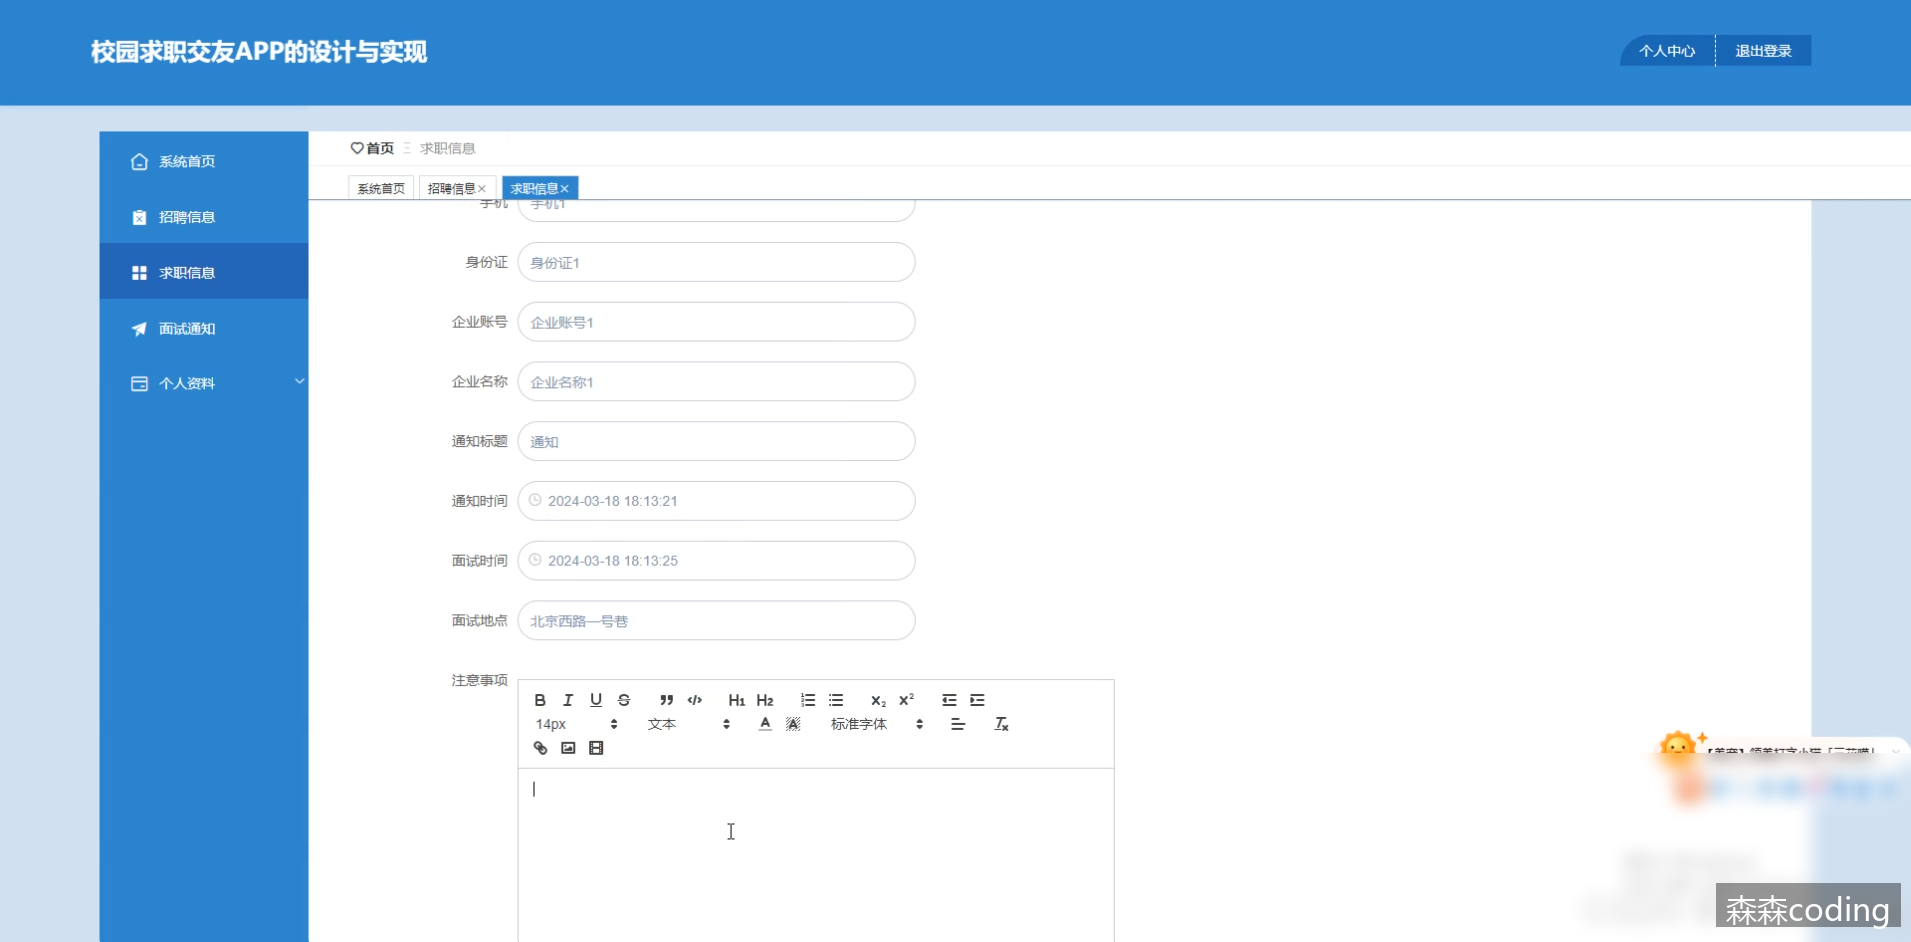 校园求职交友APP的设计与实现
个人中心
退出登录
系统首页
招聘信息
求职信息
面试通知
个人资料
首页 求职信息
系统首页 招聘信息× 求职信息×
手机 手机1
身份证 身份证1
企业账号 企业账号1
企业名称 企业名称1
通知标题 通知
通知时间 2024-03-18 18:13:21
面试时间 2024-03-18 18:13:25
面试地点 北京西路一号巷
注意事项
B I U S ” </> H1 H2 x2 x2
14px 文本 A A 标准字体 Tx
森森coding